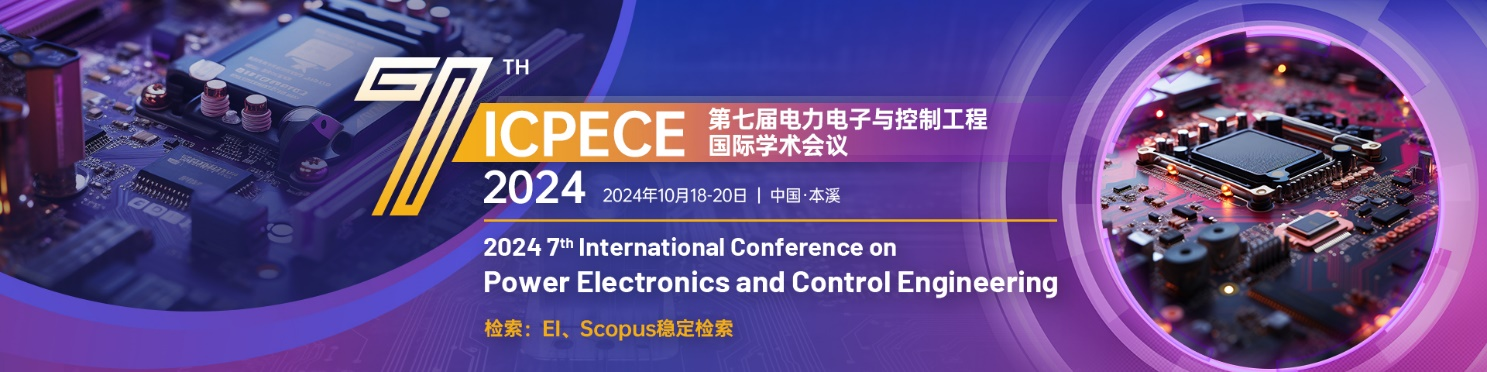 7TH
ICPECE 第七届电力电子与控制工程
国际学术会议
2024 2024年10月18-20日 | 中国·本溪
2024 7th International Conference on
Power Electronics and Control Engineering
检索：EI、Scopus稳定检索